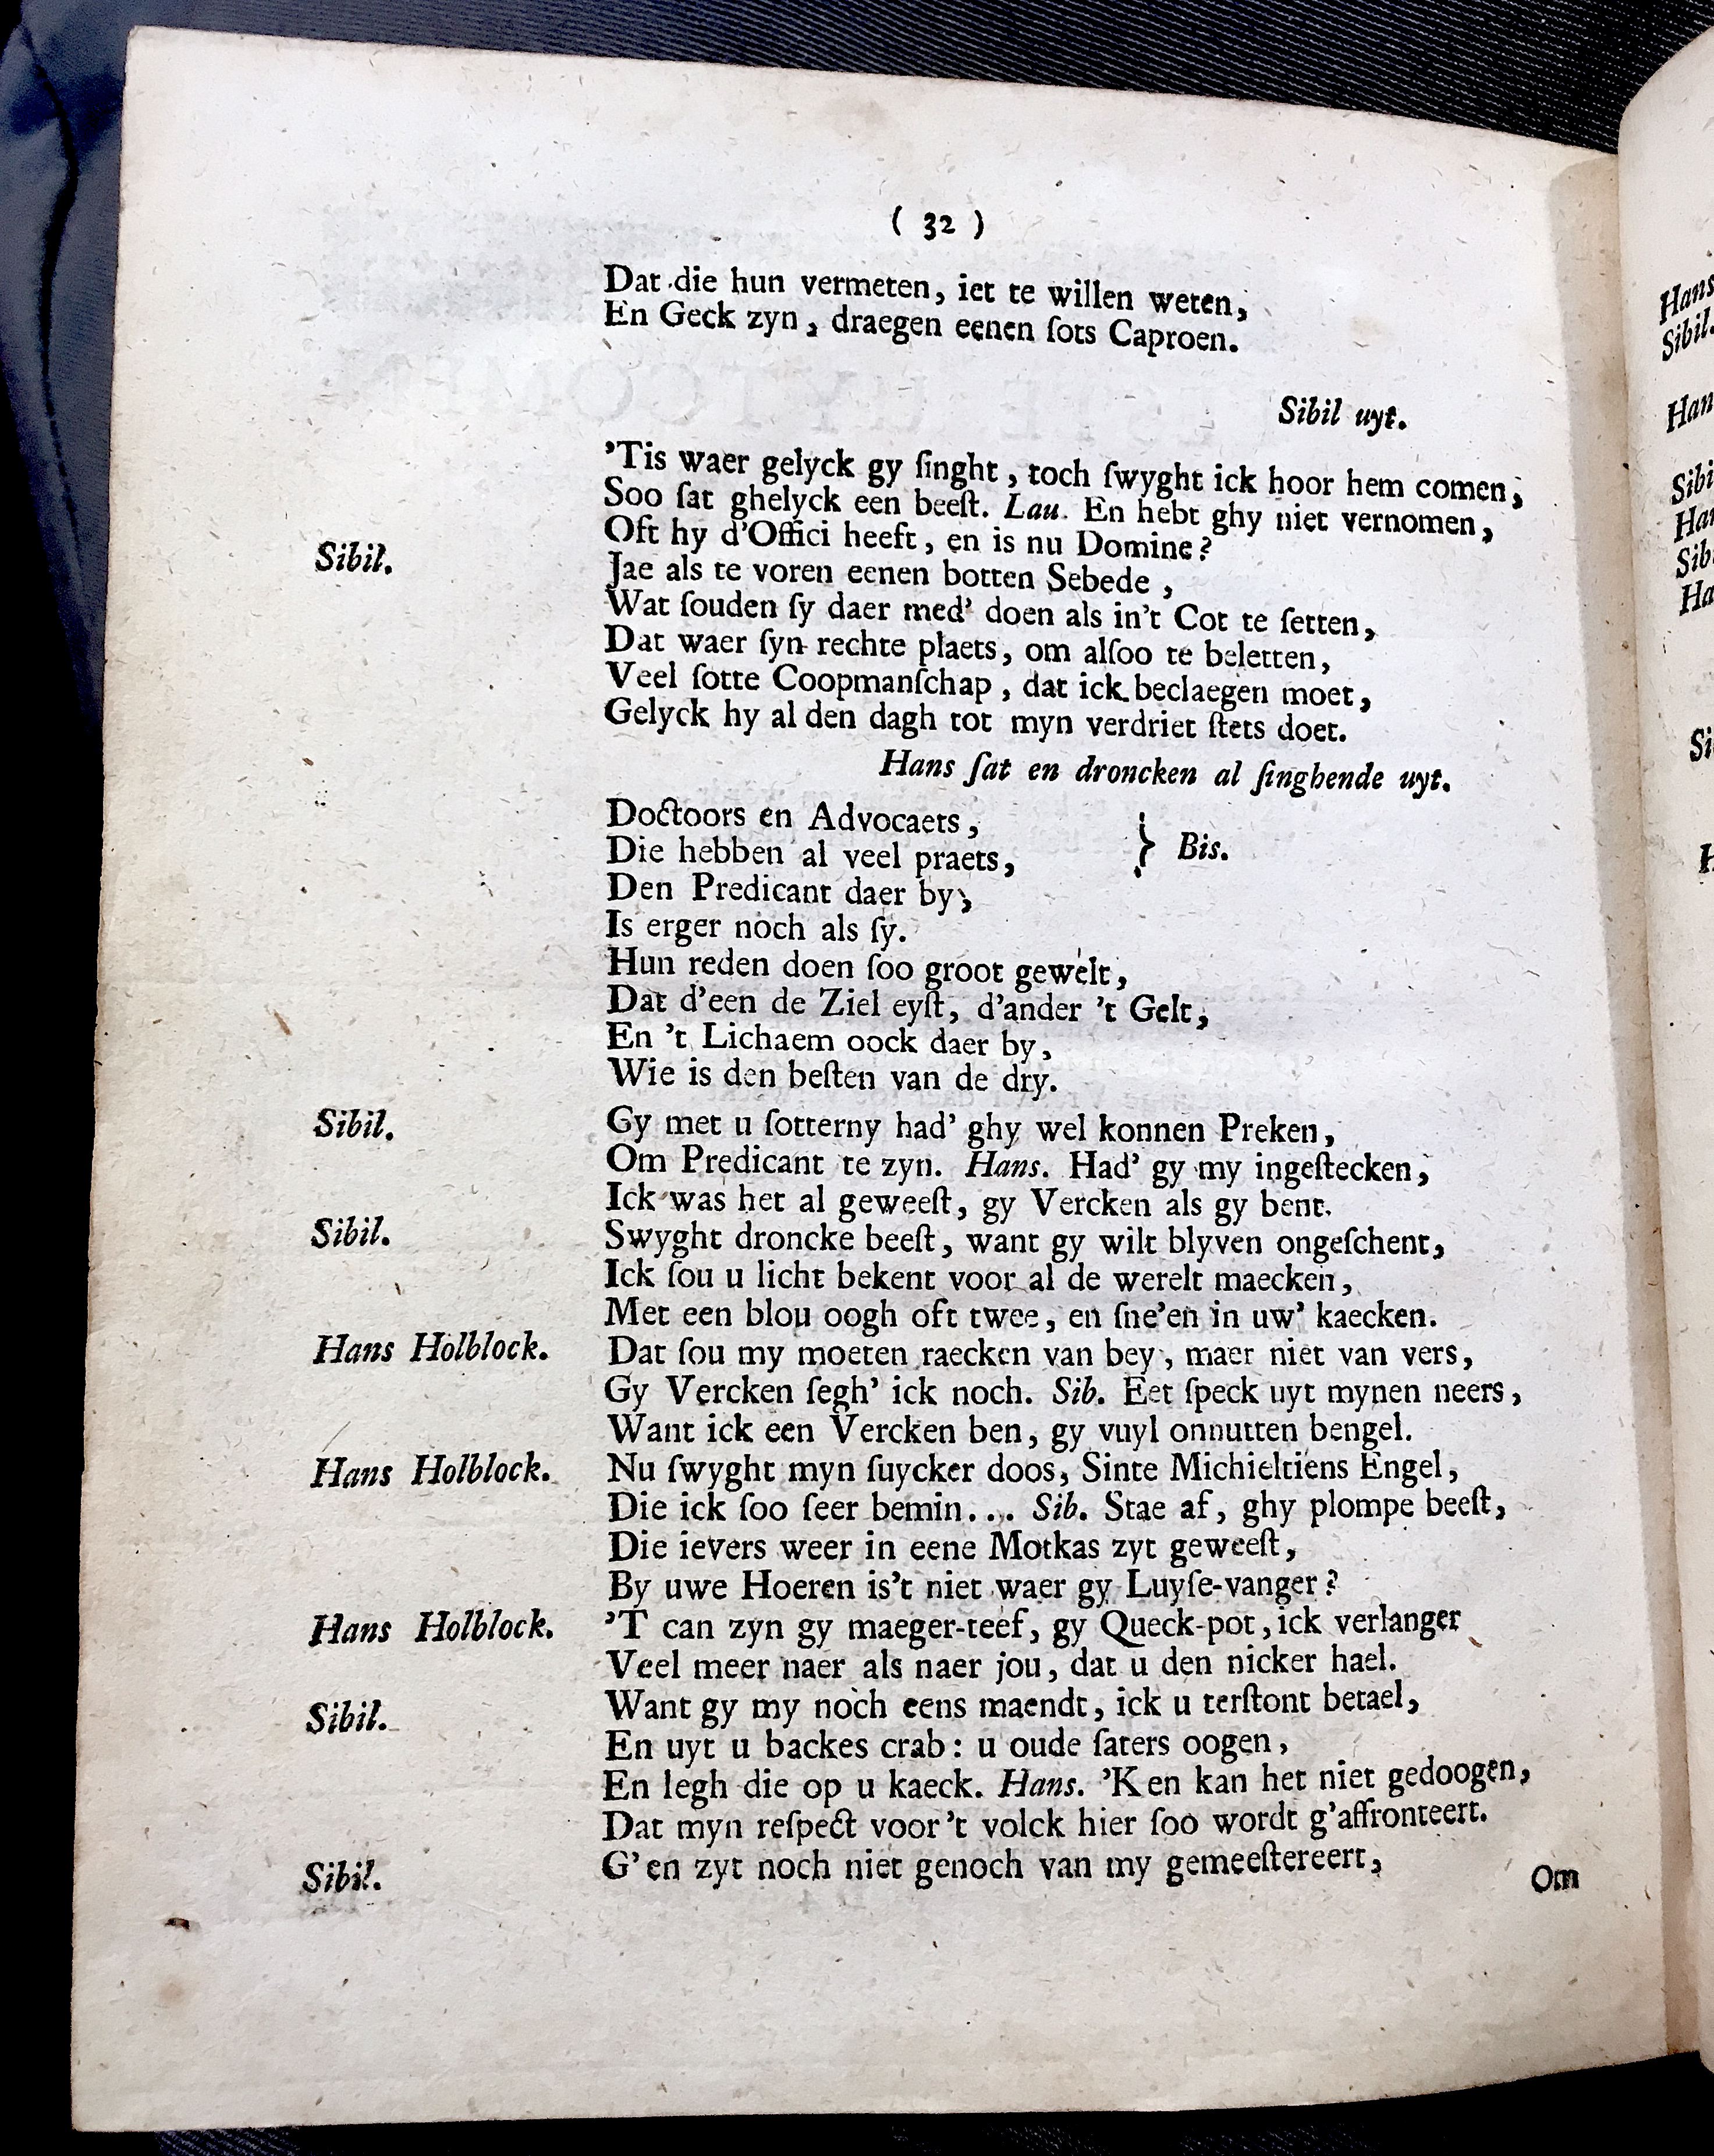 ( 32 )
Dat die hun vermeten, iet te willen weten,
En Geck zyn, draegen eenen ſots Caproen.
Sibil uyt.
'Tis waer gelyck gy ſinght, toch ſwyght ick hoor hem comen,
Soo ſat ghelyck een beeſt. Lau. En hebt ghy niet vernomen,
Oft hy d'Offici heeft, en is nu Domine?
Sibil. Jae als te voren eenen botten Sebede,
Wat ſouden ſy daer med' doen als in't Cot te ſetten,
Dat waer ſyn rechte plaets, om alſoo te beletten,
Veel ſotte Coopmanſchap, dat ick beclaegen moet,
Gelyck hy al den dagh tot myn verdriet ſtets doet.
Hans ſat en droncken al ſinghende uyt.
Doctoors en Advocaets,
Die hebben al veel praets, } Bis.
Den Predicant daer by,
Is erger noch als ſy.
Hun reden doen ſoo groot gewelt,
Dat d'een de Ziel eyſt, d'ander 't Gelt,
En 't Lichaem oock daer by,
Wie is den beſten van de dry.
Sibil. Gy met u ſotterny had' ghy wel konnen Preken,
Om Predicant te zyn. Hans. Had' gy my ingeſtecken,
Ick was het al geweeſt, gy Vercken als gy bent.
Sibil. Swyght droncke beeſt, want gy wilt blyven ongeſchent,
Ick ſou u licht bekent voor al de werelt maecken,
Met een blou oogh oft twee, en ſne'en in uw' kaecken.
Hans Holblock. Dat ſou my moeten raecken van bey, maer niet van vers,
Gy Vercken ſegh' ick noch. Sib. Eet ſpeck uyt mynen neers,
Want ick een Vercken ben, gy vuyl onnutten bengel.
Hans Holblock. Nu ſwyght myn ſuycker doos, Sinte Michieltiens Engel,
Die ick ſoo ſeer bemin... Sib. Stae af, ghy plompe beeſt,
Die ievers weer in eene Motkas zyt geweeſt,
By uwe Hoeren is't niet waer gy Luyſe-vanger?
Hans Holblock. 'T can zyn gy maeger-teef, gy Queck-pot, ick verlanger
Veel meer naer als naer jou, dat u den nicker hael.
Sibil. Want gy my noch eens maendt, ick u terſtont betael,
En uyt u backes crab: u oude ſaters oogen,
En legh die op u kaeck. Hans. 'K en kan het niet gedoogen,
Dat myn reſpect voor't volck hier ſoo wordt g'affronteert.
Sibil. G'en zyt noch niet genoch van my gemeeſtereert,
Om
Hans
Sibil.